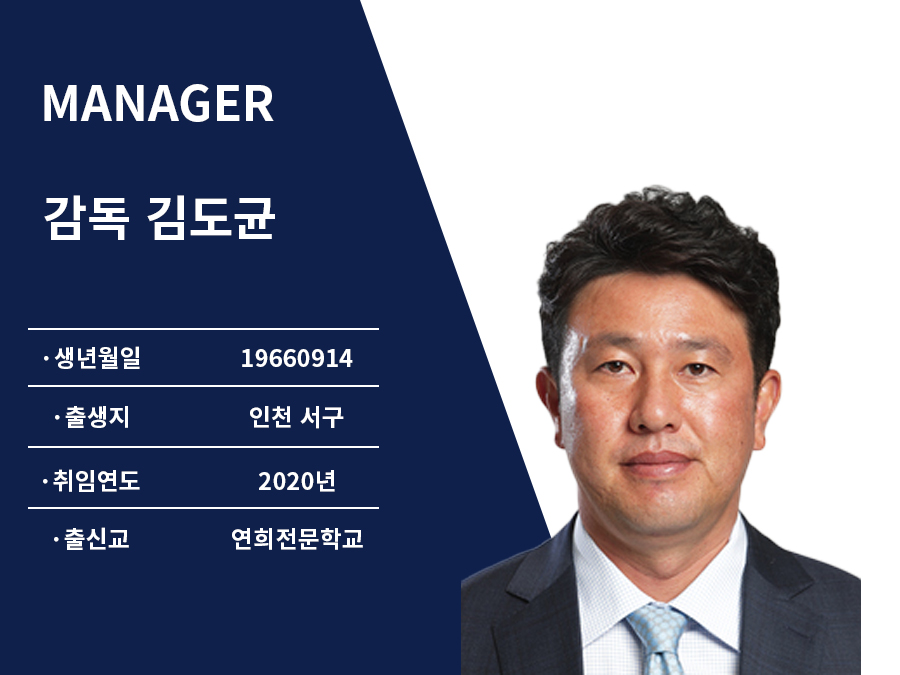 MANAGER
감독 김도균
·생년월일 19660914
·출생지 인천 서구
·취임연도 2020년
·출신교 연희전문학교